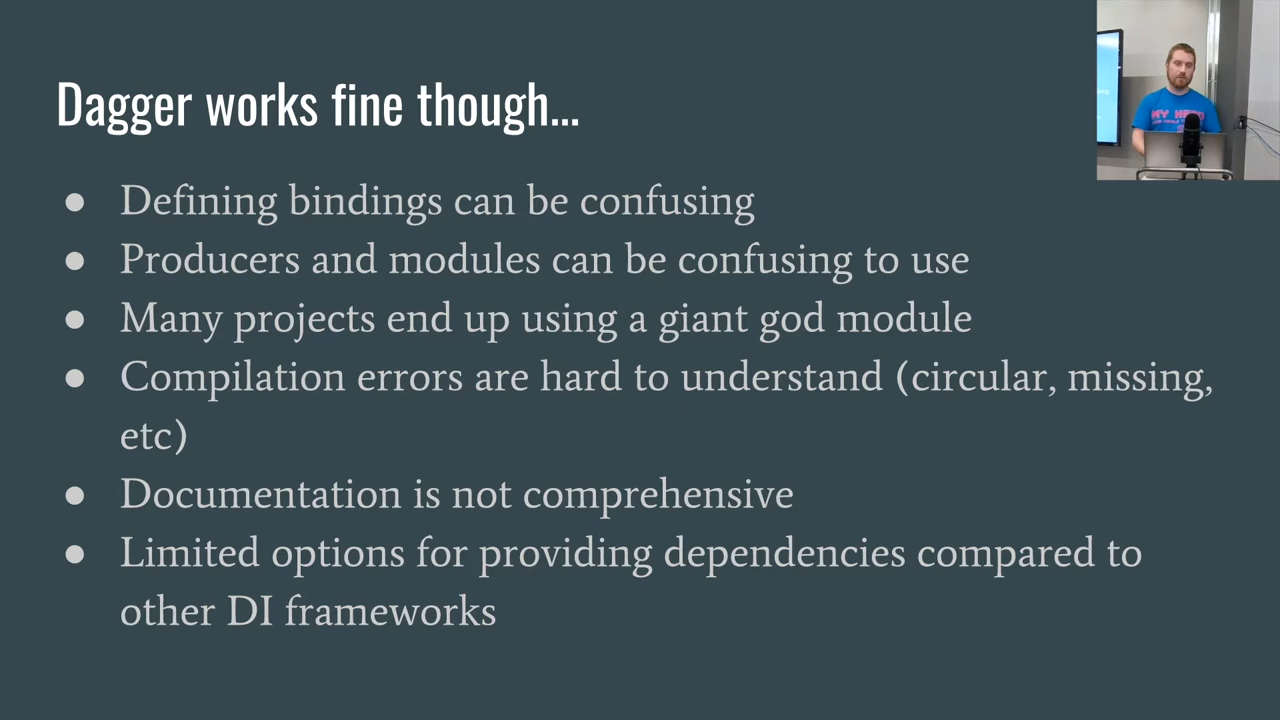 Dagger works fine though...
● Defining bindings can be confusing
● Producers and modules can be confusing to use
● Many projects end up using a giant god module
● Compilation errors are hard to understand (circular, missing,
etc)
● Documentation is not comprehensive
● Limited options for providing dependencies compared to
other DI frameworks
MY HERO